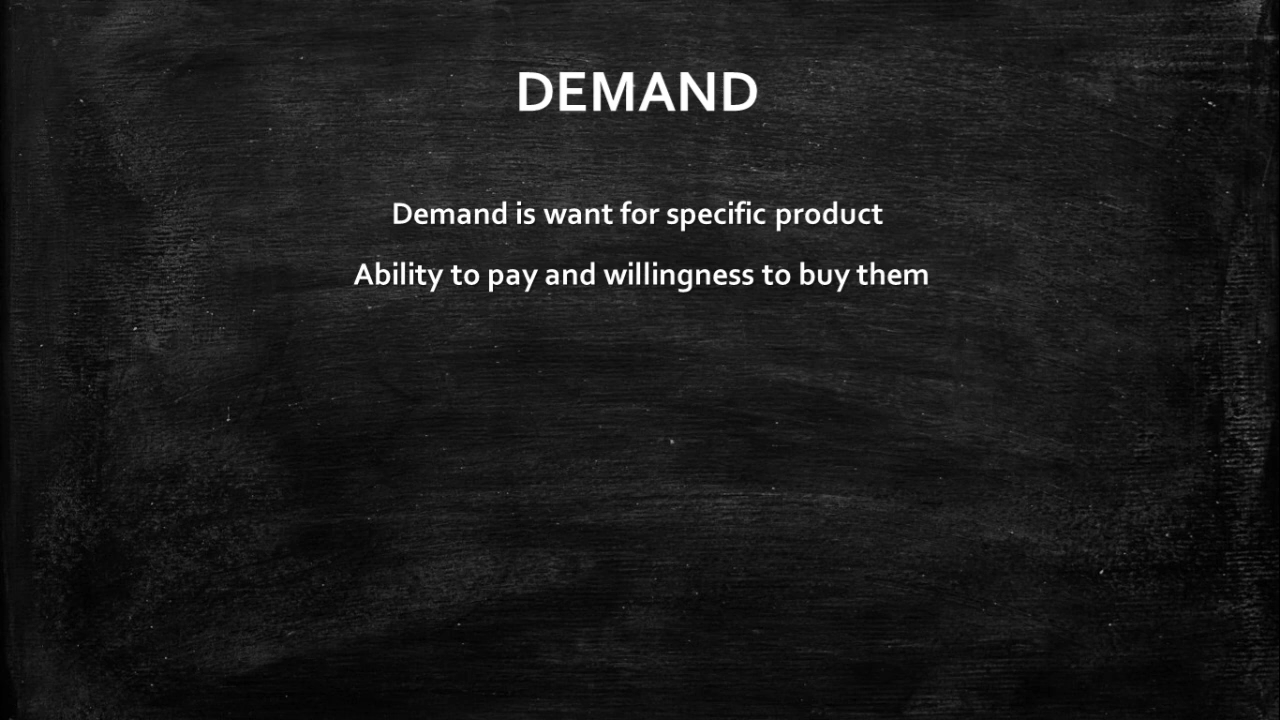 DEMAND
Demand is want for specific product
Ability to pay and willingness to buy them